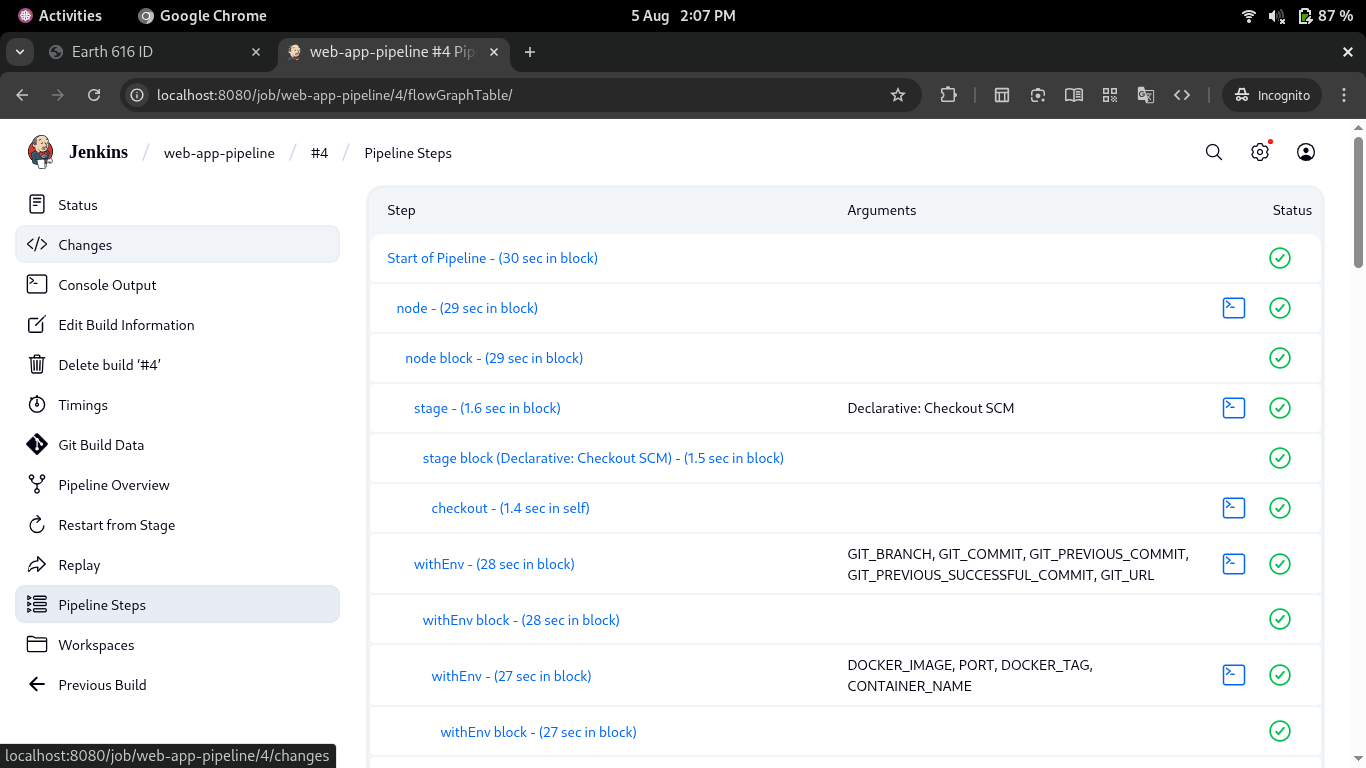 Activities
Google Chrome
5 Aug 2:07 PM
87 %
Earth 616 ID
web-app-pipeline #4 Pip
localhost:8080/job/web-app-pipeline/4/flowGraphTable/
Incognito
Jenkins / web-app-pipeline / #4 / Pipeline Steps
Status
Changes
Console Output
Edit Build Information
Delete build ‘#4’
Timings
Git Build Data
Pipeline Overview
Restart from Stage
Replay
Pipeline Steps
Workspaces
Previous Build
Step Arguments Status
Start of Pipeline - (30 sec in block)
node - (29 sec in block)
node block - (29 sec in block)
stage - (1.6 sec in block) Declarative: Checkout SCM
stage block (Declarative: Checkout SCM) - (1.5 sec in block)
checkout - (1.4 sec in self)
withEnv - (28 sec in block)
GIT_BRANCH, GIT_COMMIT, GIT_PREVIOUS_COMMIT,
GIT_PREVIOUS_SUCCESSFUL_COMMIT, GIT_URL
withEnv block - (28 sec in block)
withEnv - (27 sec in block)
DOCKER_IMAGE, PORT, DOCKER_TAG,
CONTAINER_NAME
withEnv block - (27 sec in block)
localhost:8080/job/web-app-pipeline/4/changes